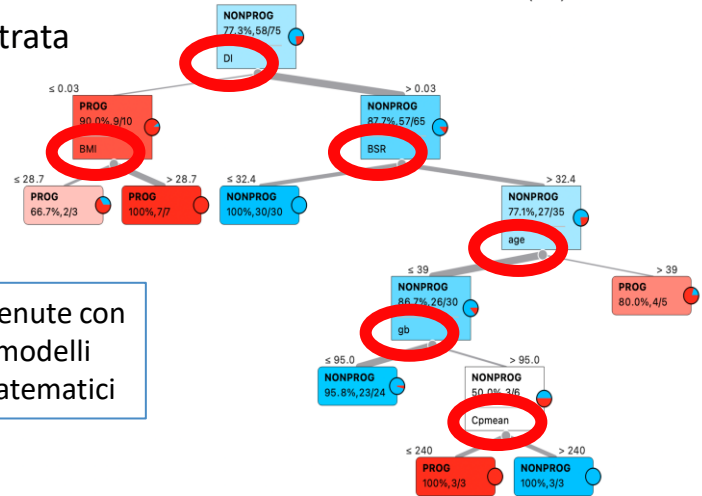 trata
NONPROG
77.3%, 58/75
DI
≤ 0.03
> 0.03
PROG
90.0%, 9/10
BMI
NONPROG
87.7%, 57/65
BSR
≤ 28.7
> 28.7
≤ 32.4
> 32.4
PROG
66.7%, 2/3
PROG
100%, 7/7
NONPROG
100%, 30/30
NONPROG
77.1%, 27/35
age
≤ 39
> 39
NONPROG
86.7%, 26/30
gb
PROG
80.0%, 4/5
enute con
modelli
atematici
≤ 95.0
> 95.0
NONPROG
95.8%, 23/24
NONPROG
50.0%, 3/6
Cpmean
≤ 240
> 240
PROG
100%, 3/3
NONPROG
100%, 3/3